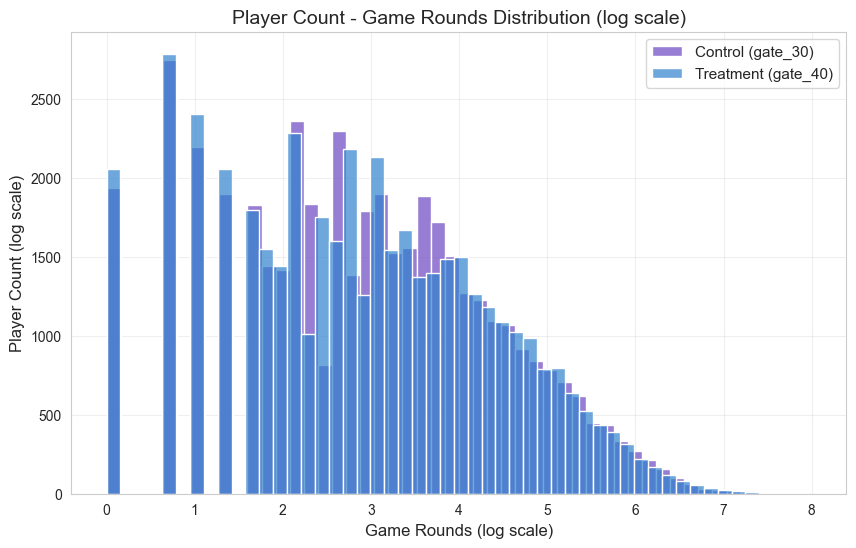 Player Count - Game Rounds Distribution (log scale)
Control (gate_30)
Treatment (gate_40)
Player Count (log scale)
2500
2000
1500
1000
500
0
0 1 2 3 4 5 6 7 8
Game Rounds (log scale)